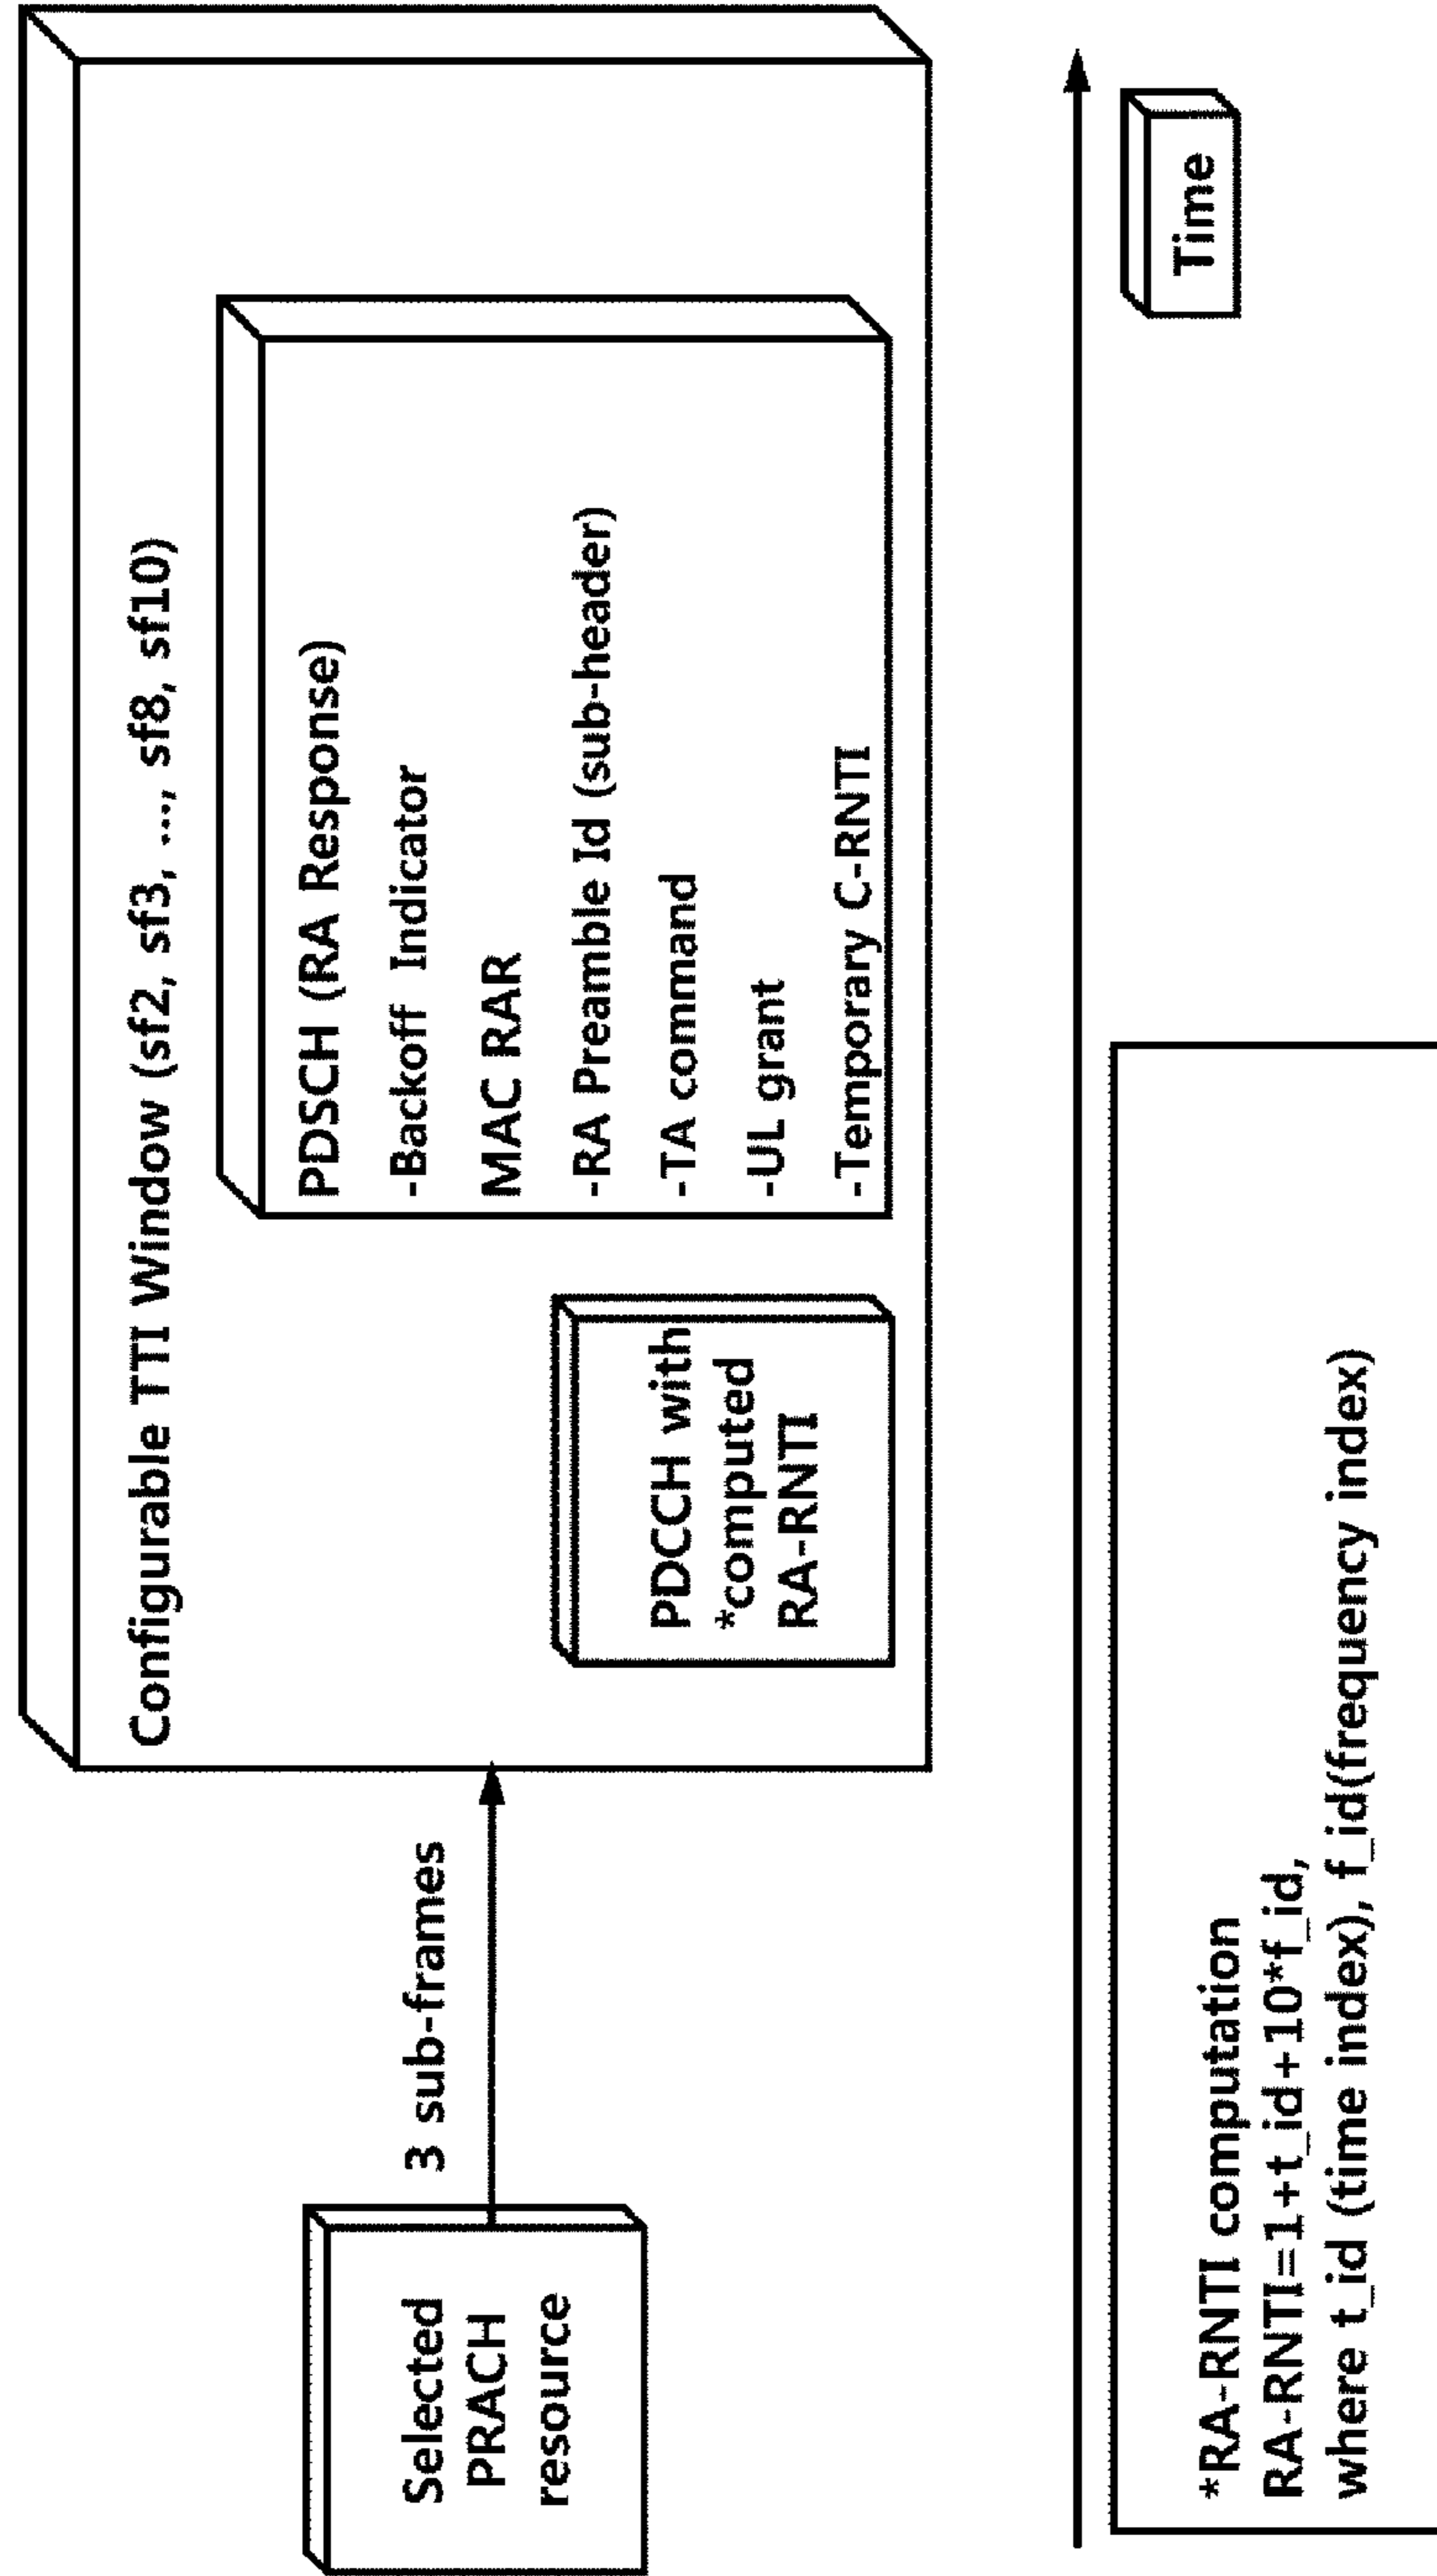 Configurable TTI Window (sf2, sf3, ..., sf8, sf10)
Selected
PRACH
resource
3 sub-frames
PDCCH with
*computed
RA-RNTI
PDSCH (RA Response)
-Backoff Indicator
MAC RAR
-RA Preamble Id (sub-header)
-TA command
-UL grant
-Temporary C-RNTI
Time
*RA-RNTI computation
RA-RNTI=1+t_id+10*f_id,
where t_id (time index), f_id(frequency index)